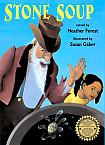 STONE SOUP
retold by
Heather Forest
illustrated by
Susan Gaber